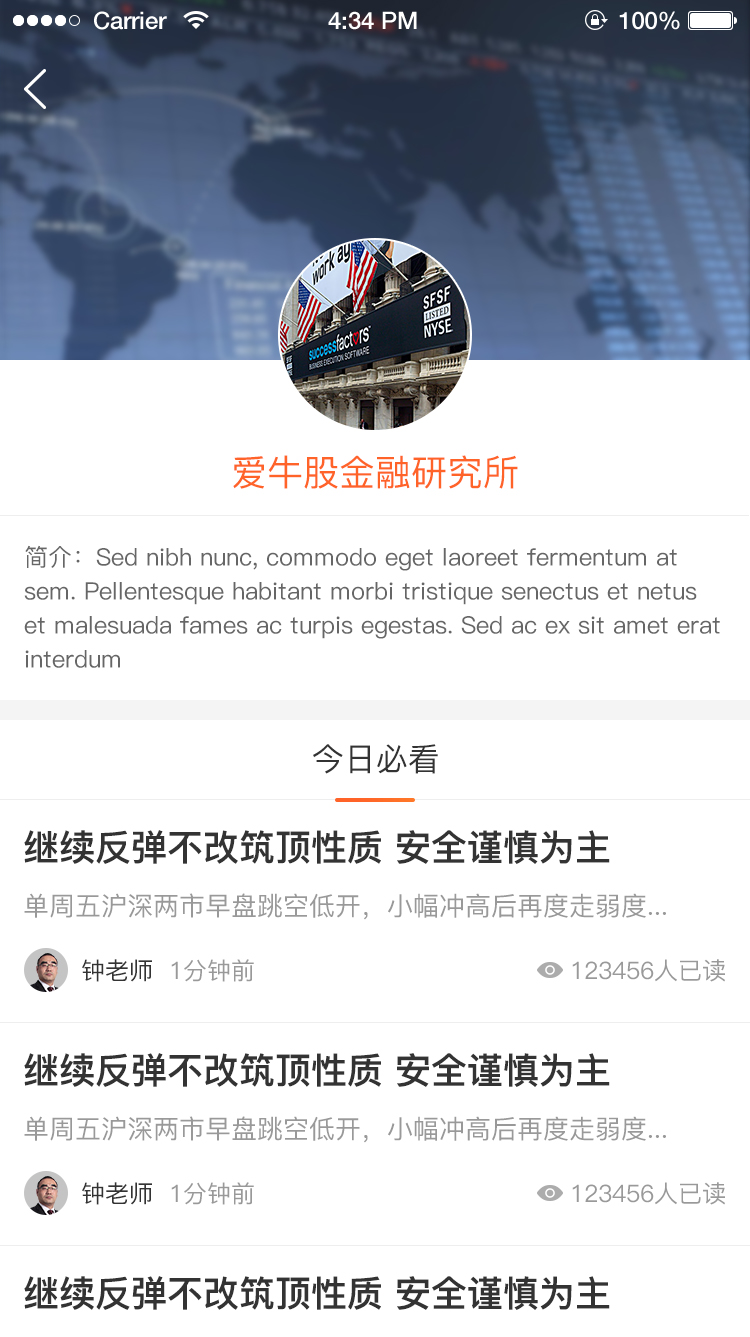 Carrier 4:34 PM 100%
work ag
SFSF
LISTED
NYSE
successfactors
BUSINESS EXECUTION SOFTWARE
爱牛股金融研究所
简介：Sed nibh nunc, commodo eget laoreet fermentum at
sem. Pellentesque habitant morbi tristique senectus et netus
et malesuada fames ac turpis egestas. Sed ac ex sit amet erat
interdum
今日必看
继续反弹不改筑顶性质 安全谨慎为主
单周五沪深两市早盘跳空低开，小幅冲高后再度走弱度...
钟老师 1分钟前 123456人已读
继续反弹不改筑顶性质 安全谨慎为主
单周五沪深两市早盘跳空低开，小幅冲高后再度走弱度...
钟老师 1分钟前 123456人已读
继续反弹不改筑顶性质 安全谨慎为主